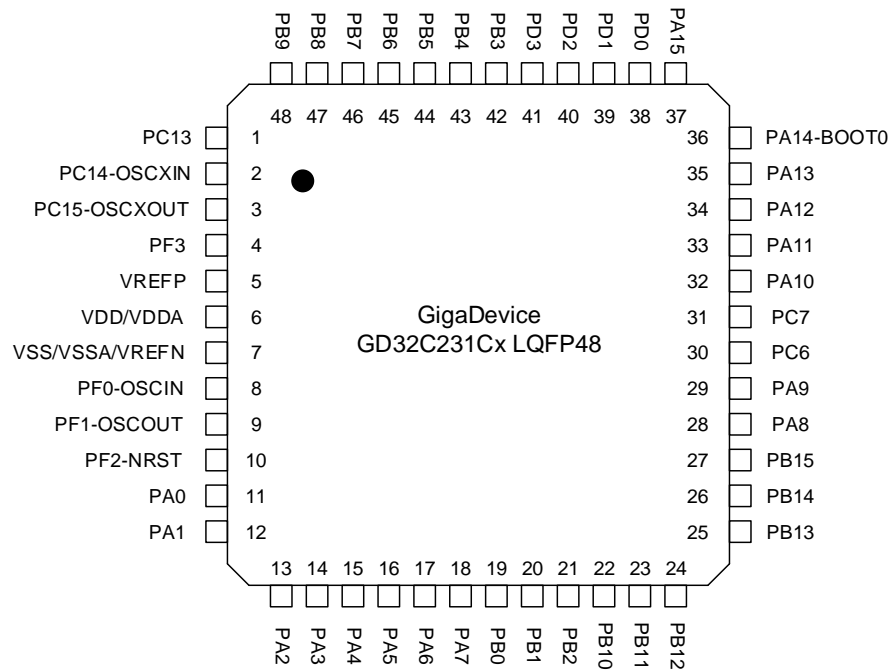 PB9 PB8 PB7 PB6 PB5 PB4 PB3 PD3 PD2 PD1 PD0 PA15
48 47 46 45 44 43 42 41 40 39 38 37
PC13 1 36 PA14-BOOT0
PC14-OSCXIN 2 35 PA13
PC15-OSCXOUT 3 34 PA12
PF3 4 33 PA11
VREFP 5 32 PA10
VDD/VDDA 6 31 PC7
VSS/VSSA/VREFN 7 30 PC6
GigaDevice
GD32C231Cx LQFP48
PF0-OSCIN 8 29 PA9
PF1-OSCOUT 9 28 PA8
PF2-NRST 10 27 PB15
PA0 11 26 PB14
PA1 12 25 PB13
13 14 15 16 17 18 19 20 21 22 23 24
PA2 PA3 PA4 PA5 PA6 PA7 PB0 PB1 PB2 PB10 PB11 PB12